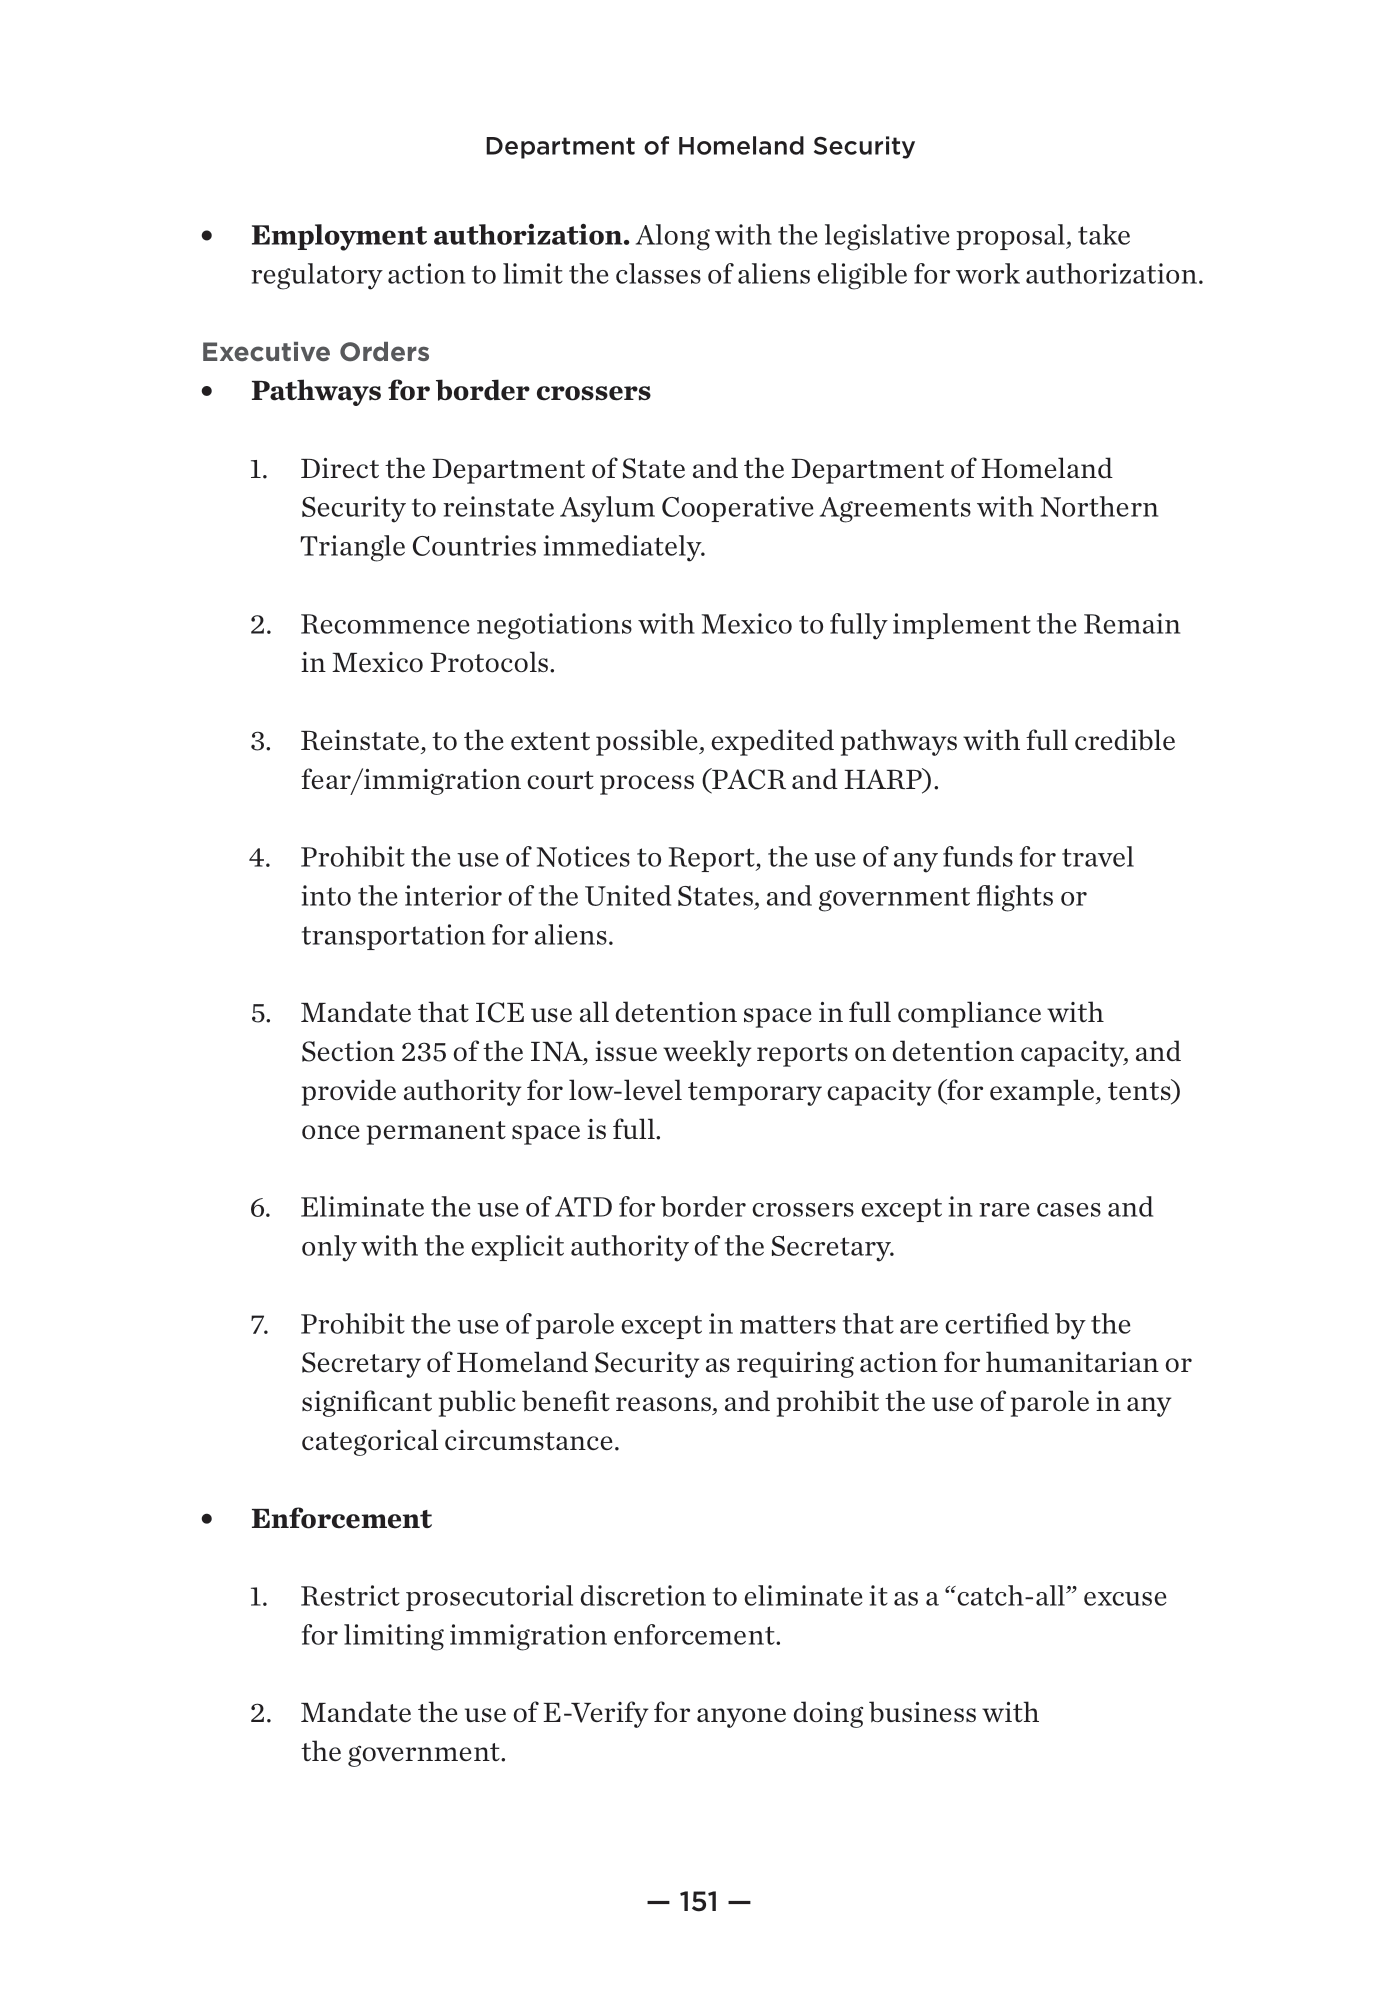 Department of Homeland Security
• Employment authorization. Along with the legislative proposal, take
regulatory action to limit the classes of aliens eligible for work authorization.
Executive Orders
• Pathways for border crossers
1. Direct the Department of State and the Department of Homeland
Security to reinstate Asylum Cooperative Agreements with Northern
Triangle Countries immediately.
2. Recommence negotiations with Mexico to fully implement the Remain
in Mexico Protocols.
3. Reinstate, to the extent possible, expedited pathways with full credible
fear/immigration court process (PACR and HARP).
4. Prohibit the use of Notices to Report, the use of any funds for travel
into the interior of the United States, and government flights or
transportation for aliens.
5. Mandate that ICE use all detention space in full compliance with
Section 235 of the INA, issue weekly reports on detention capacity, and
provide authority for low-level temporary capacity (for example, tents)
once permanent space is full.
6. Eliminate the use of ATD for border crossers except in rare cases and
only with the explicit authority of the Secretary.
7. Prohibit the use of parole except in matters that are certified by the
Secretary of Homeland Security as requiring action for humanitarian or
significant public benefit reasons, and prohibit the use of parole in any
categorical circumstance.
• Enforcement
1. Restrict prosecutorial discretion to eliminate it as a “catch-all” excuse
for limiting immigration enforcement.
2. Mandate the use of E-Verify for anyone doing business with
the government.
— 151 —